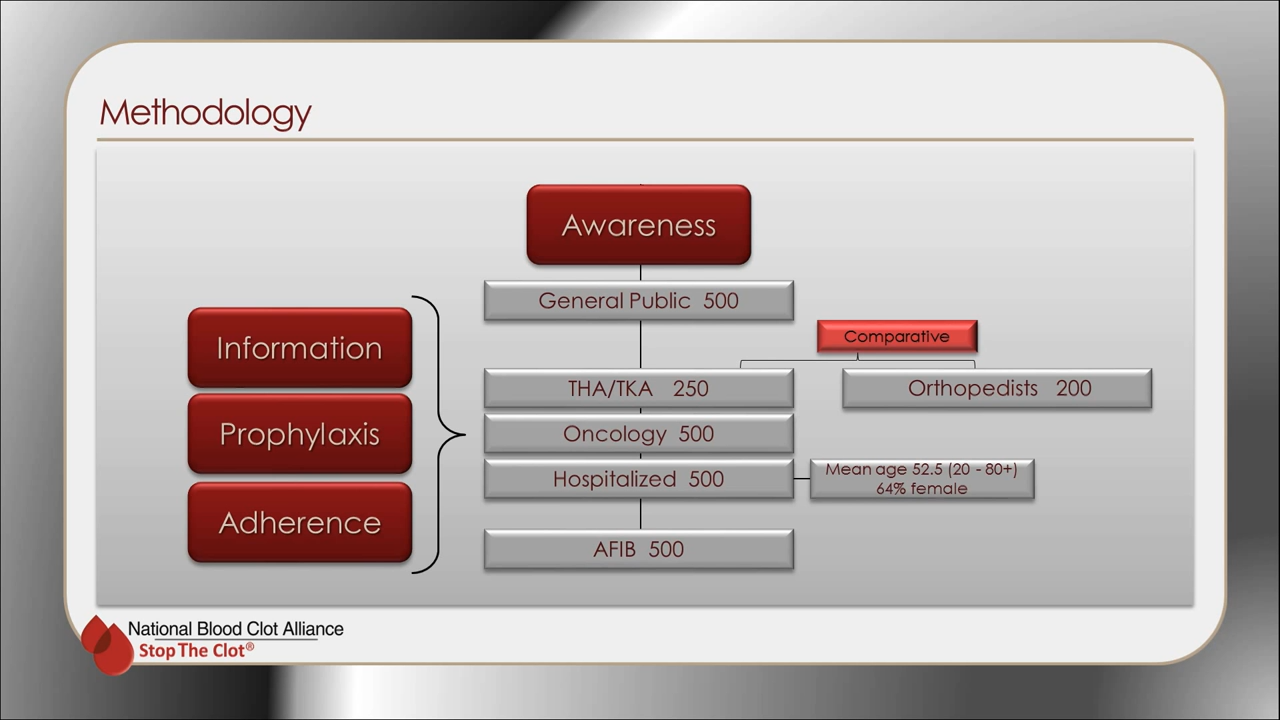 Methodology
Awareness
General Public 500
Information
Prophylaxis
Adherence
Comparative
THA/TKA 250
Orthopedists 200
Oncology 500
Hospitalized 500
Mean age 52.5 (20 - 80+)
64% female
AFIB 500
National Blood Clot Alliance
Stop The Clot®